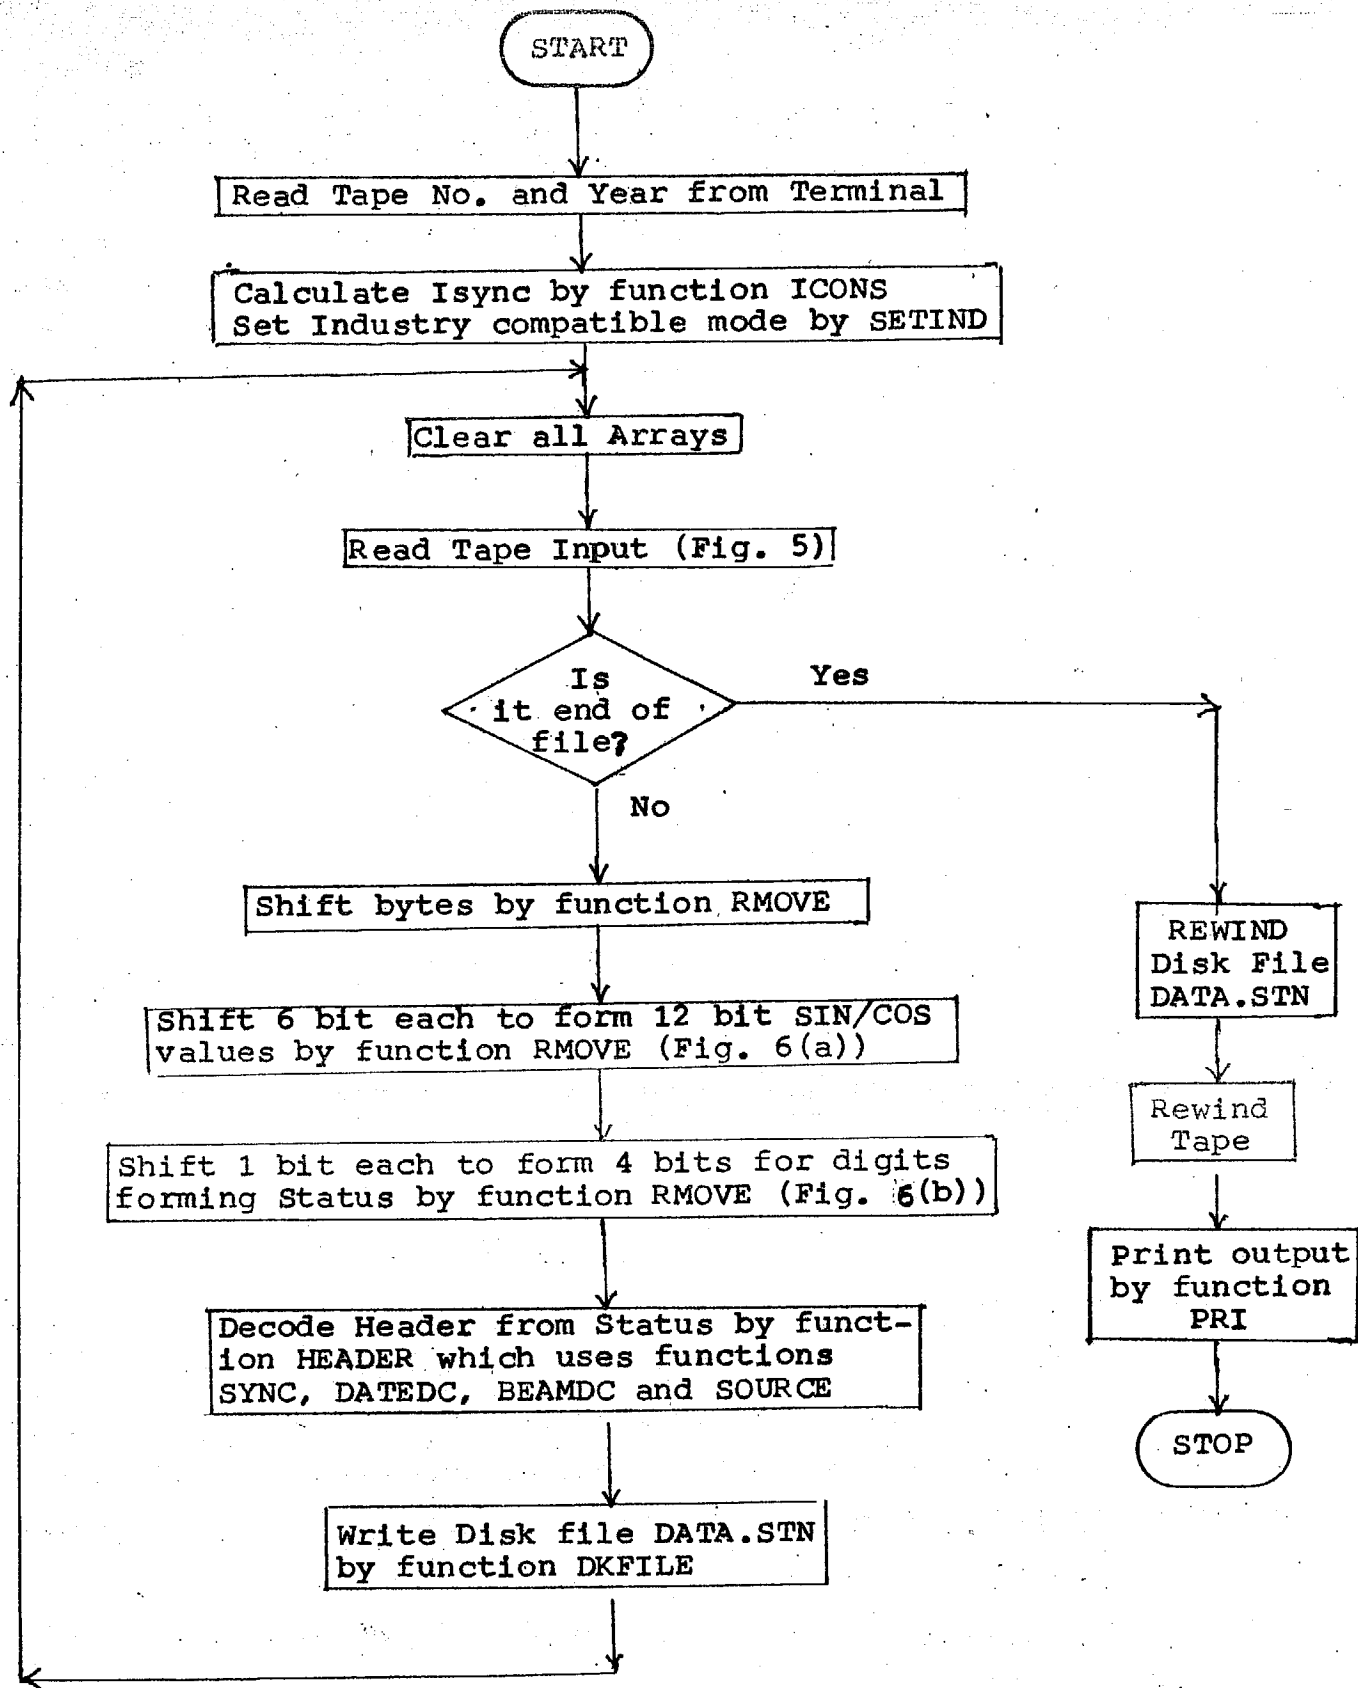 START
Read Tape No. and Year from Terminal
Calculate Isync by function ICONS
Set Industry compatible mode by SETIND
Clear all Arrays
Read Tape Input (Fig. 5)
Is
it end of
file?
Yes
No
Shift bytes by function RMOVE
Shift 6 bit each to form 12 bit SIN/COS
values by function RMOVE (Fig. 6(a))
Shift 1 bit each to form 4 bits for digits
forming Status by function RMOVE (Fig. 6(b))
Decode Header from Status by funct-
ion HEADER which uses functions
SYNC, DATEDC, BEAMDC and SOURCE
Write Disk file DATA.STN
by function DKFILE
REWIND
Disk File
DATA.STN
Rewind
Tape
Print output
by function
PRI
STOP